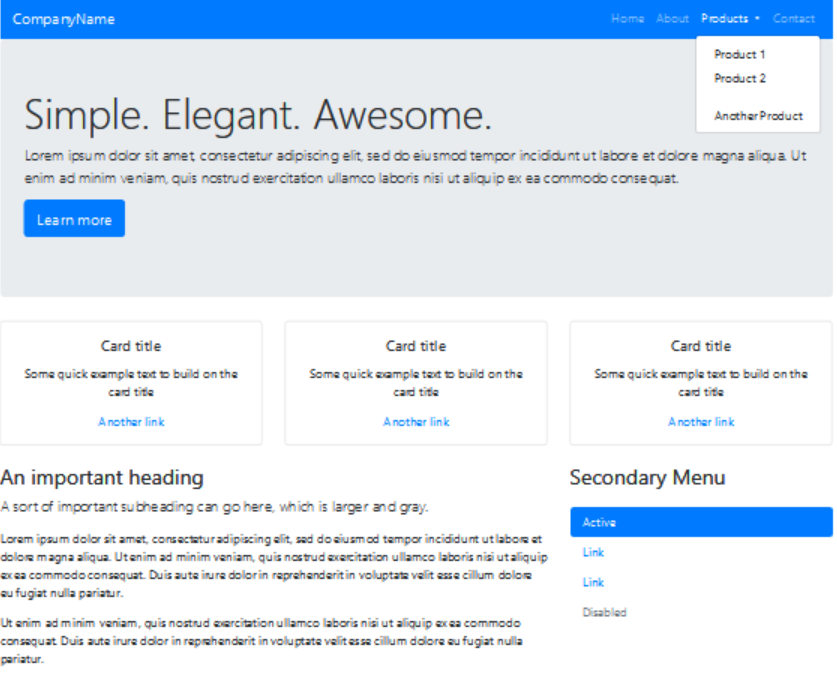 CompanyName
Home About Products Contact
Product 1
Product 2
Another Product
Simple. Elegant. Awesome.
Lorem ipsum dolor sit amet, consectetur adipiscing elit, sed do eiusmod tempor incididunt ut labore et dolore magna aliqua. Ut
enim ad minim veniam, quis nostrud exercitation ullamco laboris nisi ut aliquip ex ea commodo consequat.
Learn more
Card title
Some quick example text to build on the
card title
Another link
Card title
Some quick example text to build on the
card title
Another link
Card title
Some quick example text to build on the
card title
Another link
An important heading
A sort of important subheading can go here, which is larger and gray.
Lorem ipsum dolor sit amet, consectetur adipiscing elit, sed do eiusmod tempor incididunt ut labore et
dolore magna aliqua. Ut enim ad minim veniam, quis nostrud exercitation ullamco laboris nisi ut aliquip
ex ea commodo consequat. Duis aute irure dolor in reprehenderit in voluptate velit esse cillum dolore
eu fugiat nulla pariatur.
Ut enim ad minim veniam, quis nostrud exercitation ullamco laboris nisi ut aliquip ex ea commodo
consequat. Duis aute irure dolor in reprehenderit in voluptate velit esse cillum dolore eu fugiat nulla
pariatur.
Secondary Menu
Active
Link
Link
Disabled